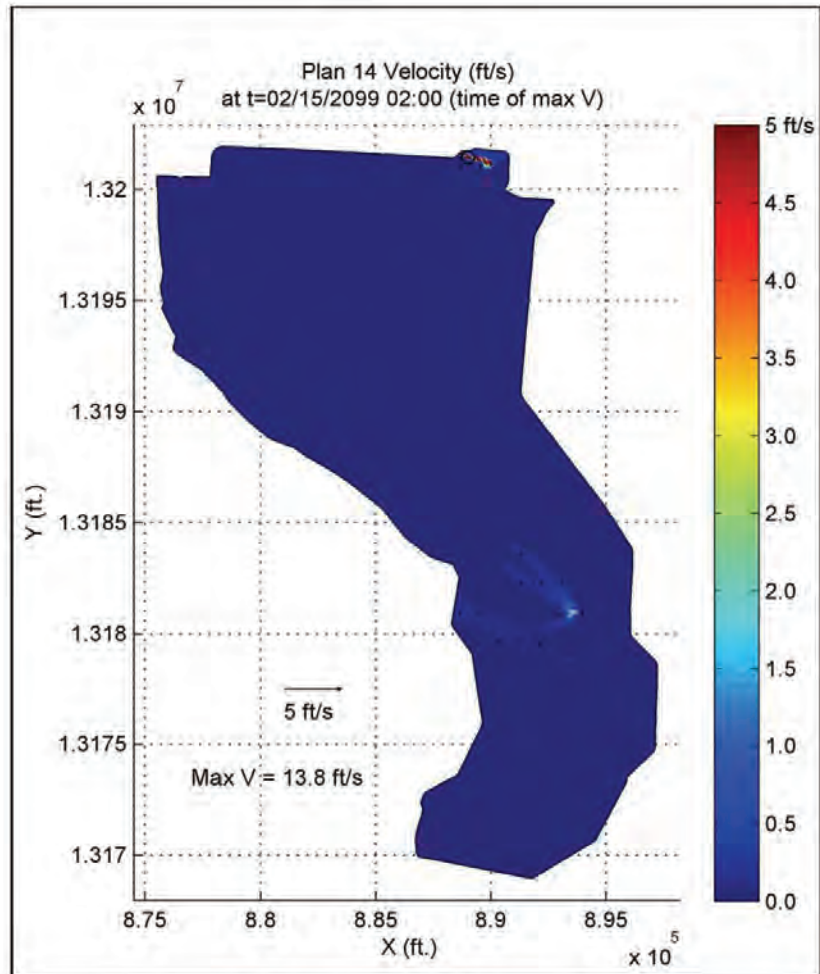 Plan 14 Velocity (ft/s)
x 10^7
at t=02/15/2099 02:00 (time of max V)
5 ft/s
4.5
4.0
3.5
3.0
2.5
2.0
1.5
1.0
0.5
0.0
1.32
1.3195
1.319
1.3185
1.318
1.3175
1.317
Y (ft.)
5 ft/s
Max V = 13.8 ft/s
8.75
8.8
8.85
8.9
8.95
X (ft.)
x 10^5